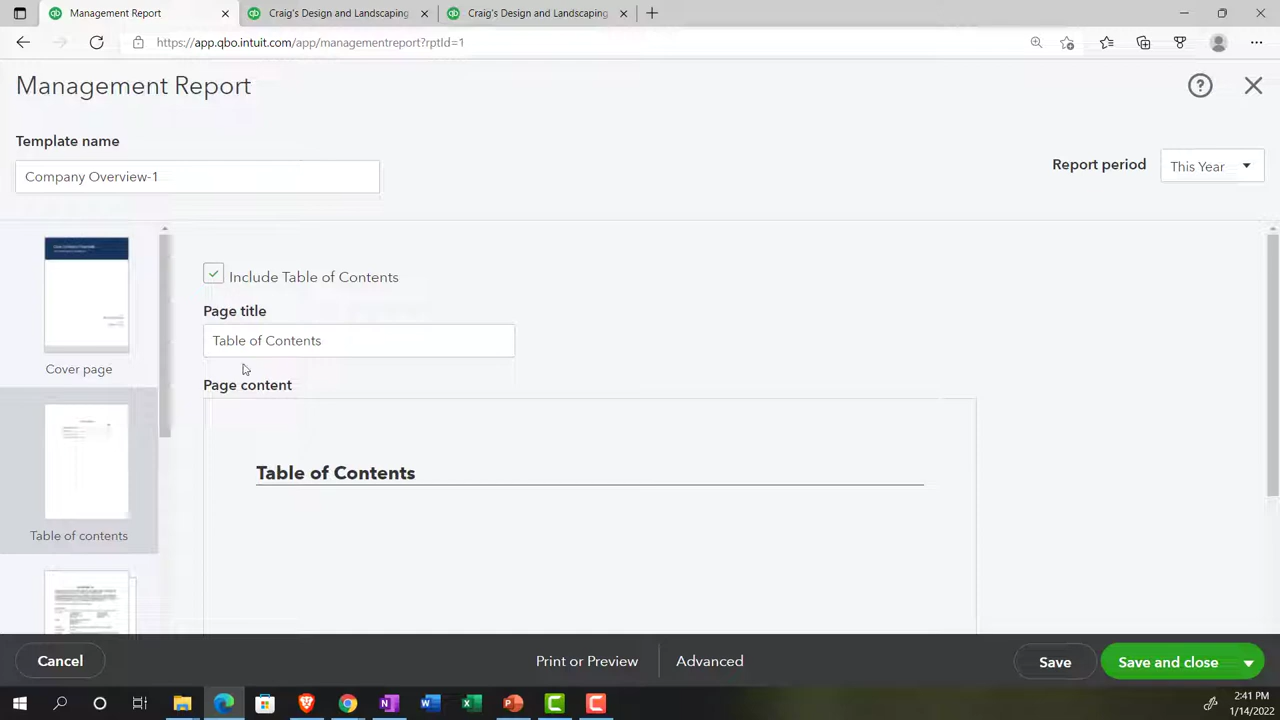 Management Report
Craig's Design and Landscaping
Craig's Design and Landscaping
https://app.qbo.intuit.com/app/managementreport?rptId=1
Management Report
Template name
Company Overview-1
Report period
This Year
Cover page
Table of contents
Include Table of Contents
Page title
Table of Contents
Page content
Table of Contents
Cancel
Print or Preview
Advanced
Save
Save and close
2:41 PM
1/14/2022